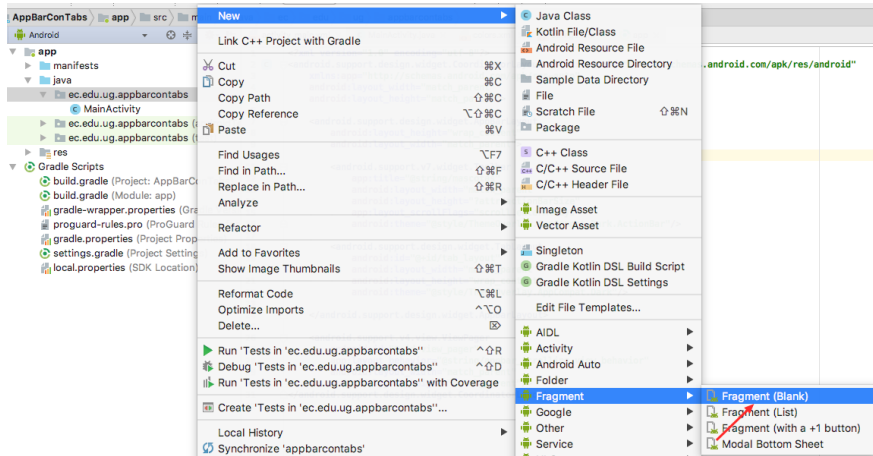 AppBarConTabs app src m
Android
app
manifests
java
ec.edu.ug.appbarcontabs
MainActivity
ec.edu.ug.appbarcontabs
ec.edu.ug.appbarcontabs
res
Gradle Scripts
build.gradle (Project: AppBarC
build.gradle (Module: app)
gradle-wrapper.properties (Gra
proguard-rules.pro (ProGuard
gradle.properties (Project Prop
settings.gradle (Project Setting
local.properties (SDK Location)
New
Link C++ Project with Gradle
Cut ⌘X
Copy ⌘C
Copy Path ⇧⌘C
Copy Reference ⌥⇧⌘C
Paste ⌘V
Find Usages ⌥F7
Find in Path... ⇧⌘F
Replace in Path... ⇧⌘R
Analyze
Refactor
Add to Favorites
Show Image Thumbnails ⇧⌘T
Reformat Code ⌥⌘L
Optimize Imports ^⌥O
Delete... ⌦
Run 'Tests in 'ec.edu.ug.appbarcontabs'' ^⇧R
Debug 'Tests in 'ec.edu.ug.appbarcontabs'' ^⇧D
Run 'Tests in 'ec.edu.ug.appbarcontabs'' with Coverage
Create 'Tests in 'ec.edu.ug.appbarcontabs''...
Local History
Synchronize 'appbarcontabs'
Java Class
Kotlin File/Class
Android Resource File
Android Resource Directory
Sample Data Directory
File
Scratch File ⇧⌘N
Package
C++ Class
C/C++ Source File
C/C++ Header File
Image Asset
Vector Asset
Singleton
Gradle Kotlin DSL Build Script
Gradle Kotlin DSL Settings
Edit File Templates...
AIDL
Activity
Android Auto
Folder
Fragment
Google
Other
Service
.android.com/apk/res/android"
Fragment (Blank)
Fragment (List)
Fragment (with a +1 button)
Modal Bottom Sheet